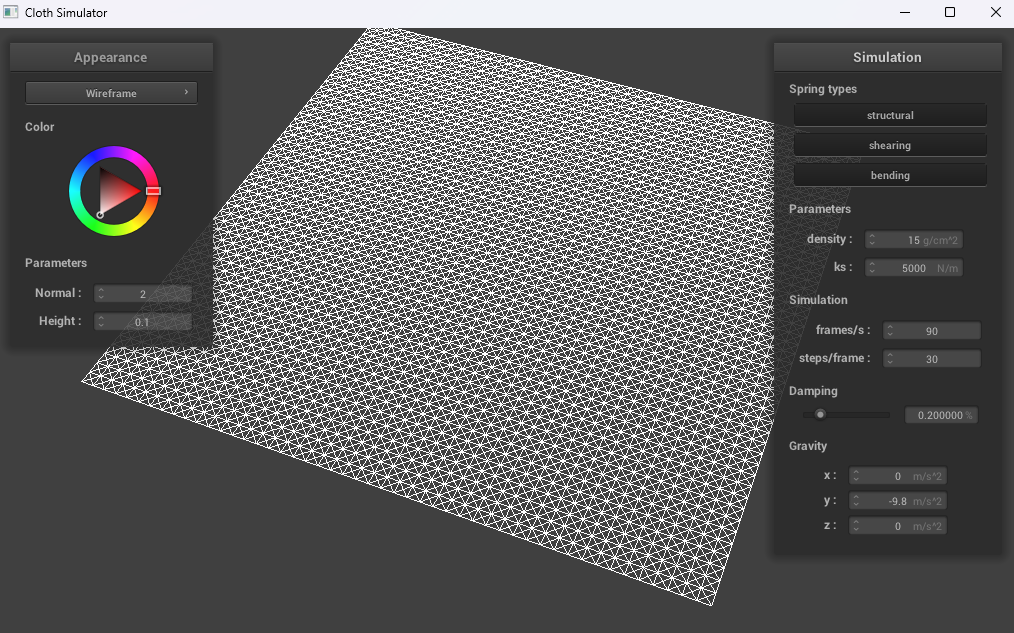 Cloth Simulator
Appearance
Wireframe
Color
Parameters
Normal : 2
Height : 0.1
Simulation
Spring types
structural
shearing
bending
Parameters
density : 15 g/cm^2
ks : 5000 N/m
Simulation
frames/s : 90
steps/frame : 30
Damping
0.200000 %
Gravity
x : 0 m/s^2
y : -9.8 m/s^2
z : 0 m/s^2